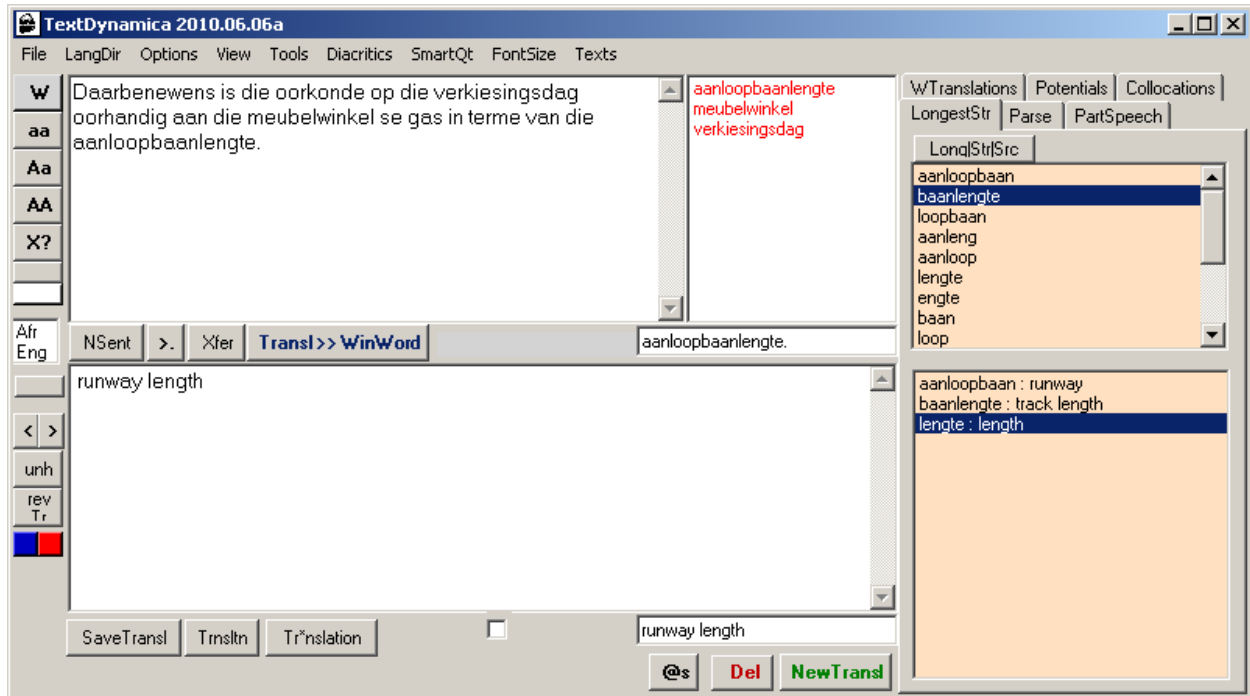 TextDynamica 2010.06.06a
File LangDir Options View Tools Diacritics SmartQt FontSize Texts
W
aa
Aa
AA
X?
Afr
Eng
< >
unh
rev
Tr
Daarbenewens is die oorkonde op die verkiesingsdag
oorhandig aan die meubelwinkel se gas in terme van die
aanloopbaanlengte.
aanloopbaanlengte
meubelwinkel
verkiesingsdag
NSent >. Xfer Transl>>WinWord aanloopbaanlengte.
runway length
SaveTransl Trnsltn Tr*nslation runway length
@s Del NewTransl
WTranslations Potentials Collocations
LongestStr Parse PartSpeech
Long|Str|Src
aanloopbaan
baanlengte
loopbaan
aanleng
aanloop
lengte
engte
baan
loop
aanloopbaan : runway
baanlengte : track length
lengte : length